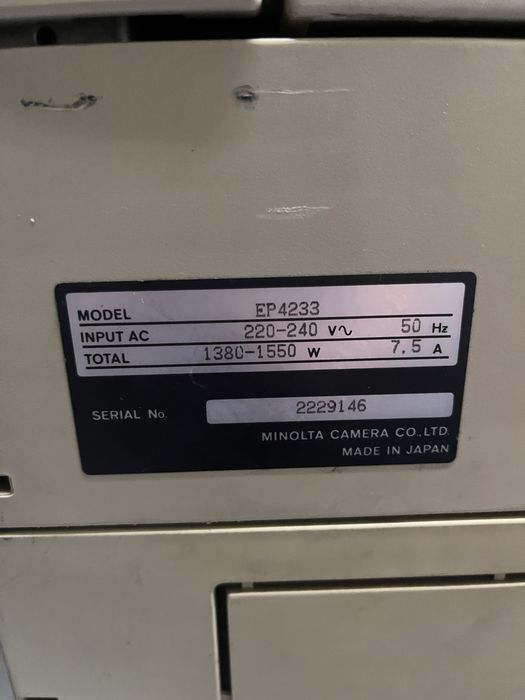 MODEL EP4233
INPUT AC 220-240 V∿ 50 Hz
TOTAL 1380-1550 W 7.5 A
SERIAL No. 2229146
MINOLTA CAMERA CO.,LTD.
MADE IN JAPAN